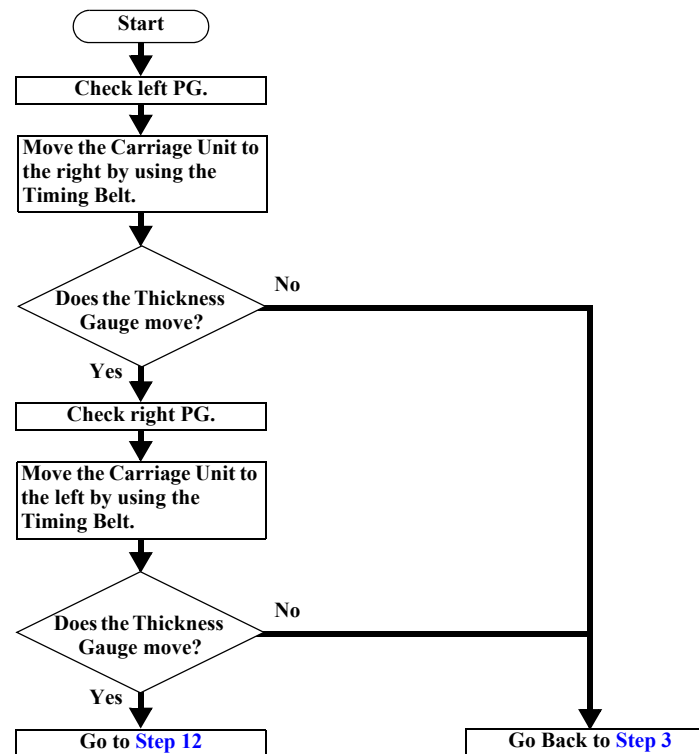 Start
Check left PG.
Move the Carriage Unit to
the right by using the
Timing Belt.
Does the Thickness
Gauge move?
No
Yes
Check right PG.
Move the Carriage Unit to
the left by using the
Timing Belt.
Does the Thickness
Gauge move?
No
Yes
Go to Step 12
Go Back to Step 3